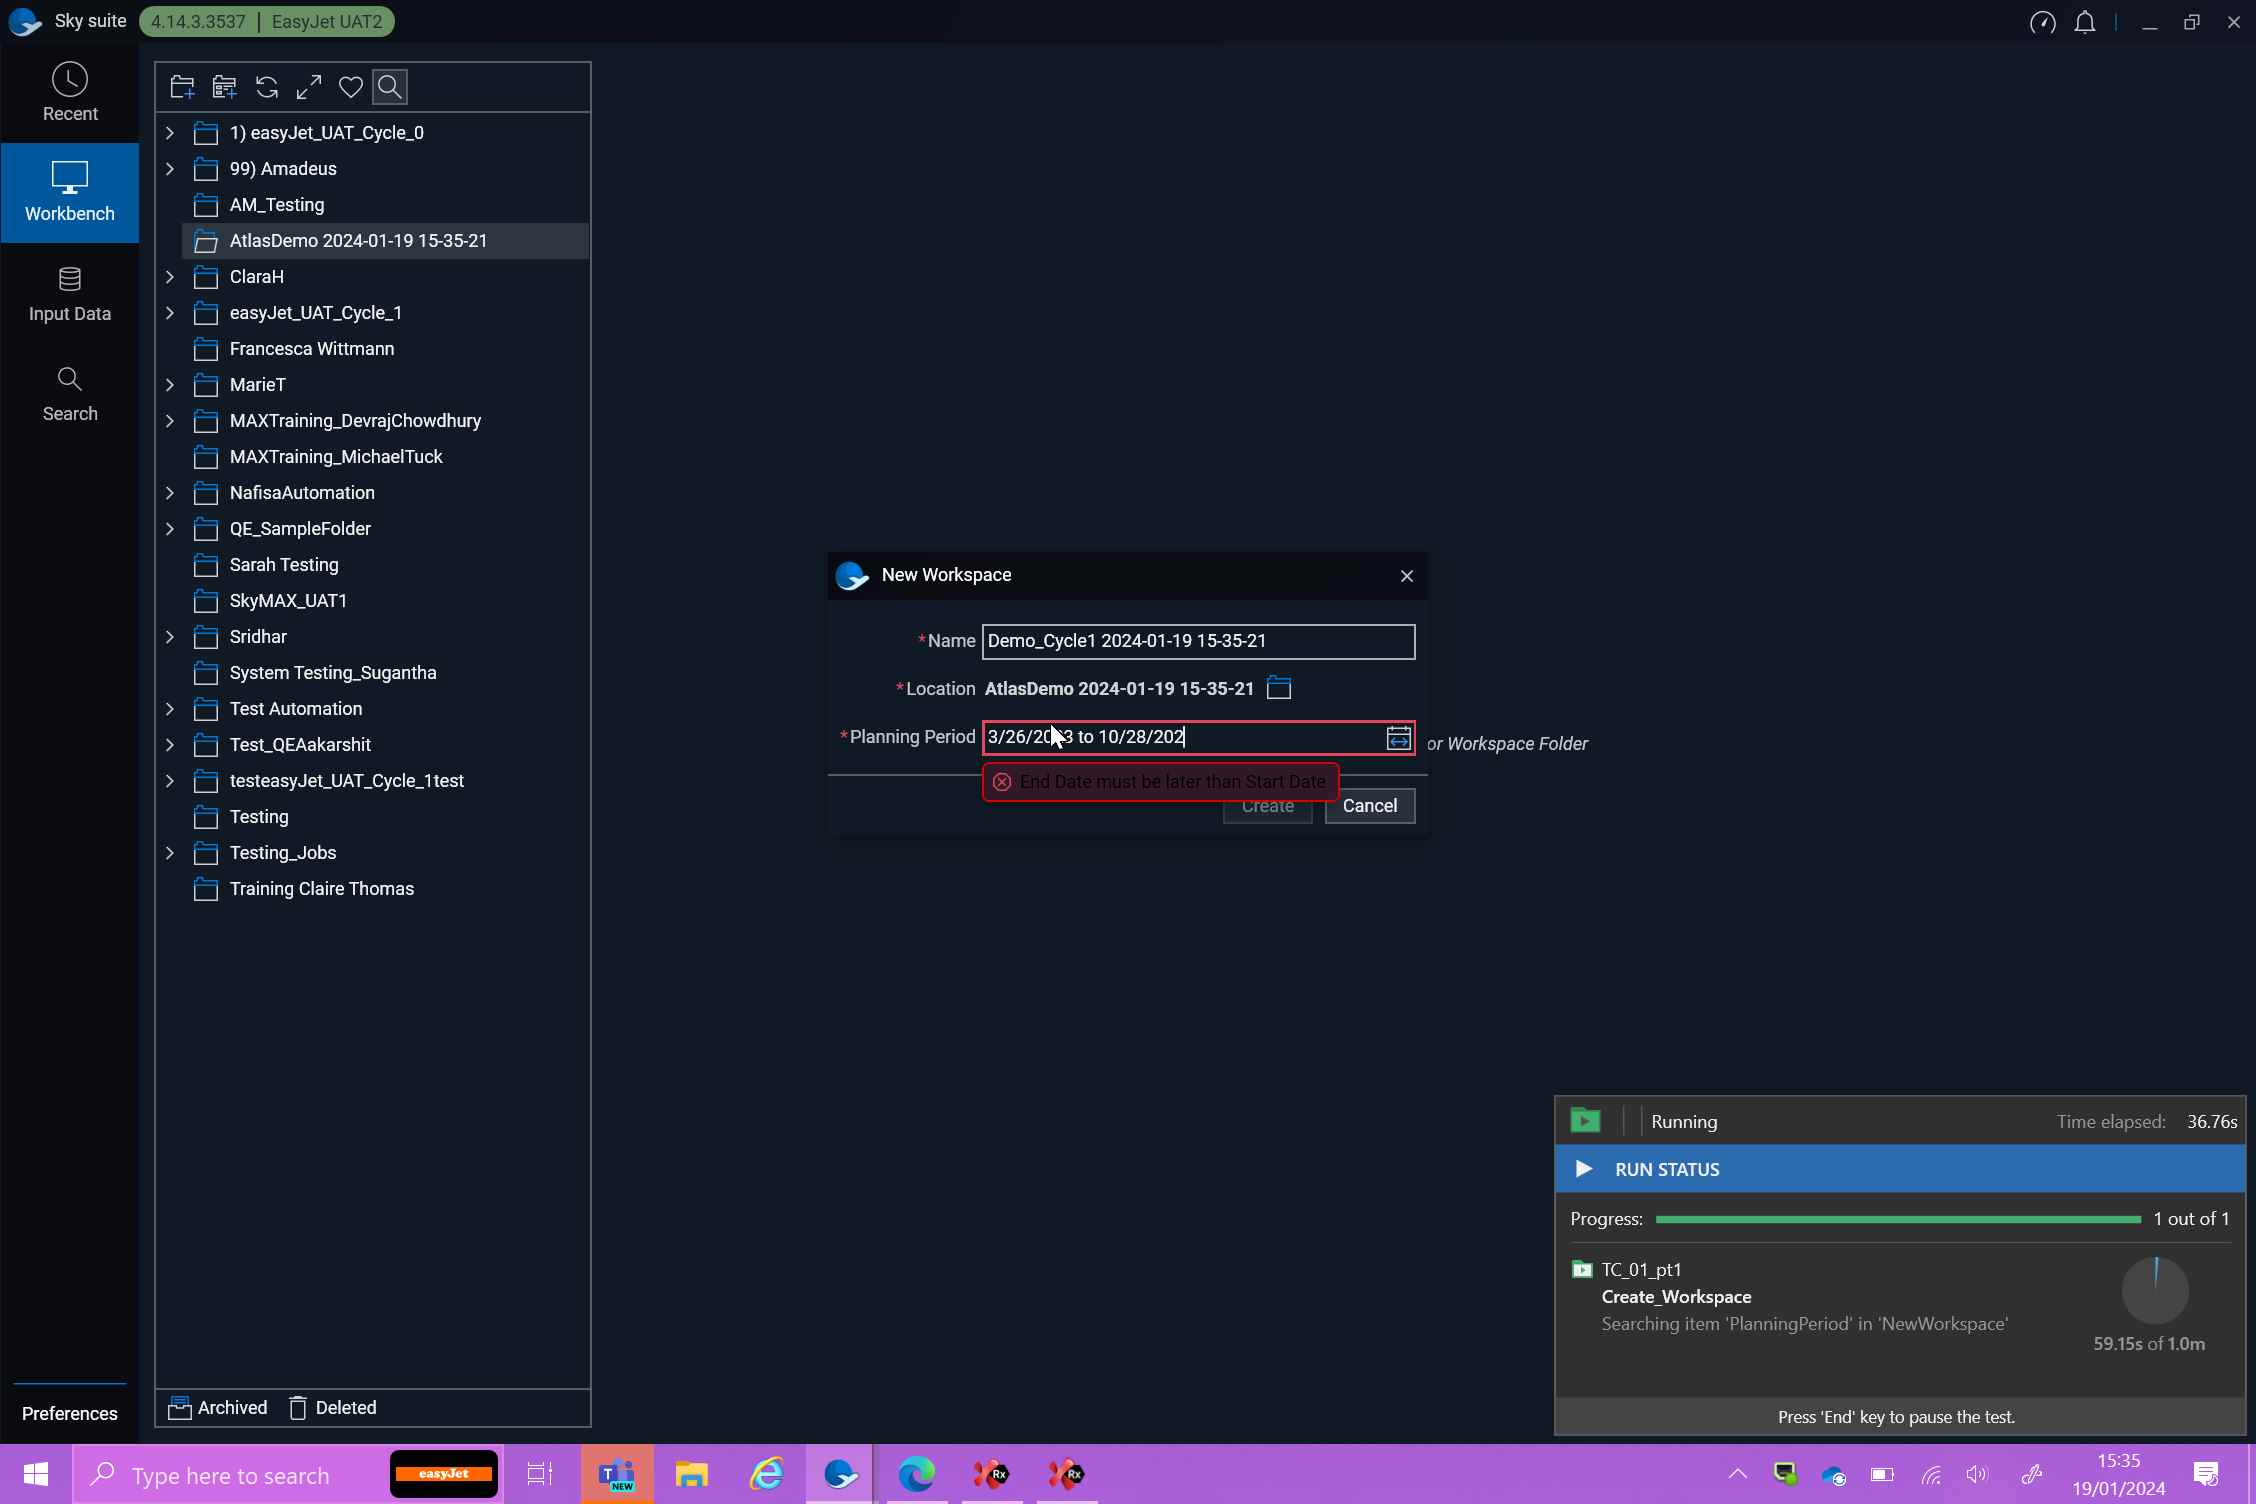 Sky suite 4.14.3.3537 | EasyJet UAT2
Recent
Workbench
Input Data
Search
Preferences
1) easyJet_UAT_Cycle_0
99) Amadeus
AM_Testing
AtlasDemo 2024-01-19 15-35-21
ClaraH
easyJet_UAT_Cycle_1
Francesca Wittmann
MarieT
MAXTraining_DevrajChowdhury
MAXTraining_MichaelTuck
NafisaAutomation
QE_SampleFolder
Sarah Testing
SkyMAX_UAT1
Sridhar
System Testing_Sugantha
Test Automation
Test_QEAakarshit
testeasyJet_UAT_Cycle_1test
Testing
Testing_Jobs
Training Claire Thomas
Archived Deleted
New Workspace
*Name Demo_Cycle1 2024-01-19 15-35-21
*Location AtlasDemo 2024-01-19 15-35-21
*Planning Period 3/26/2023 to 10/28/202
or Workspace Folder
End Date must be later than Start Date
Create Cancel
Running Time elapsed: 36.76s
RUN STATUS
Progress: 1 out of 1
TC_01_pt1
Create_Workspace
Searching item 'PlanningPeriod' in 'NewWorkspace'
59.15s of 1.0m
Press 'End' key to pause the test.
Type here to search
easyJet
T
NEW
Rx
Rx
15:35
19/01/2024